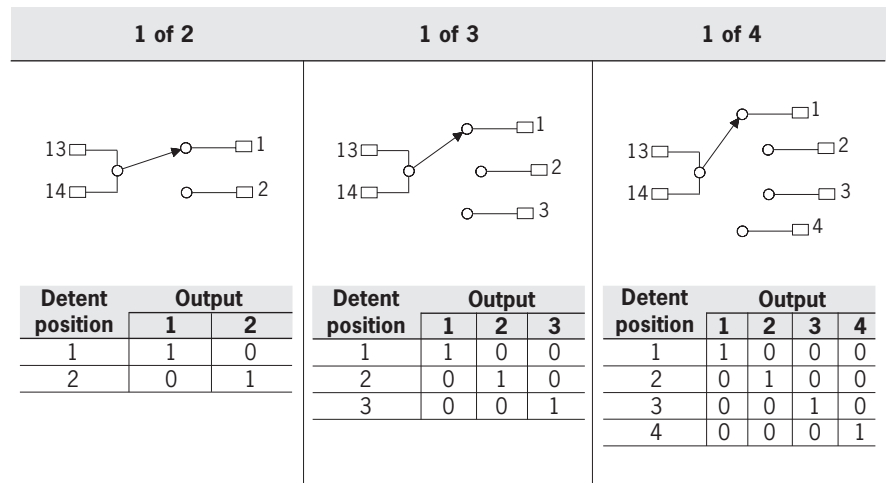 1 of 2 1 of 3 1 of 4
13 1
14 2
13 1
14 2
3
13 1
14 2
3
4
Detent position Output
1 2
1 1 0
2 0 1
Detent position Output
1 2 3
1 1 0 0
2 0 1 0
3 0 0 1
Detent position Output
1 2 3 4
1 1 0 0 0
2 0 1 0 0
3 0 0 1 0
4 0 0 0 1